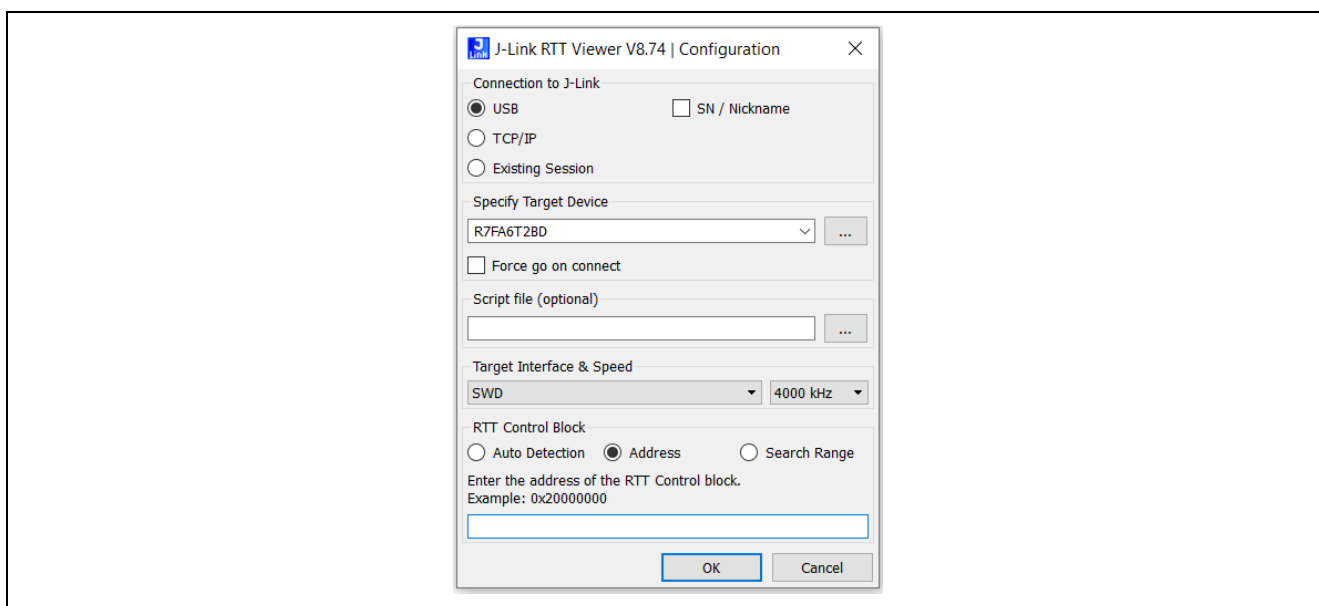 J-Link RTT Viewer V8.74 | Configuration
Connection to J-Link
USB SN / Nickname
TCP/IP
Existing Session
Specify Target Device
R7FA6T2BD ...
Force go on connect
Script file (optional)
...
Target Interface & Speed
SWD 4000 kHz
RTT Control Block
Auto Detection Address Search Range
Enter the address of the RTT Control block.
Example: 0x20000000
OK Cancel